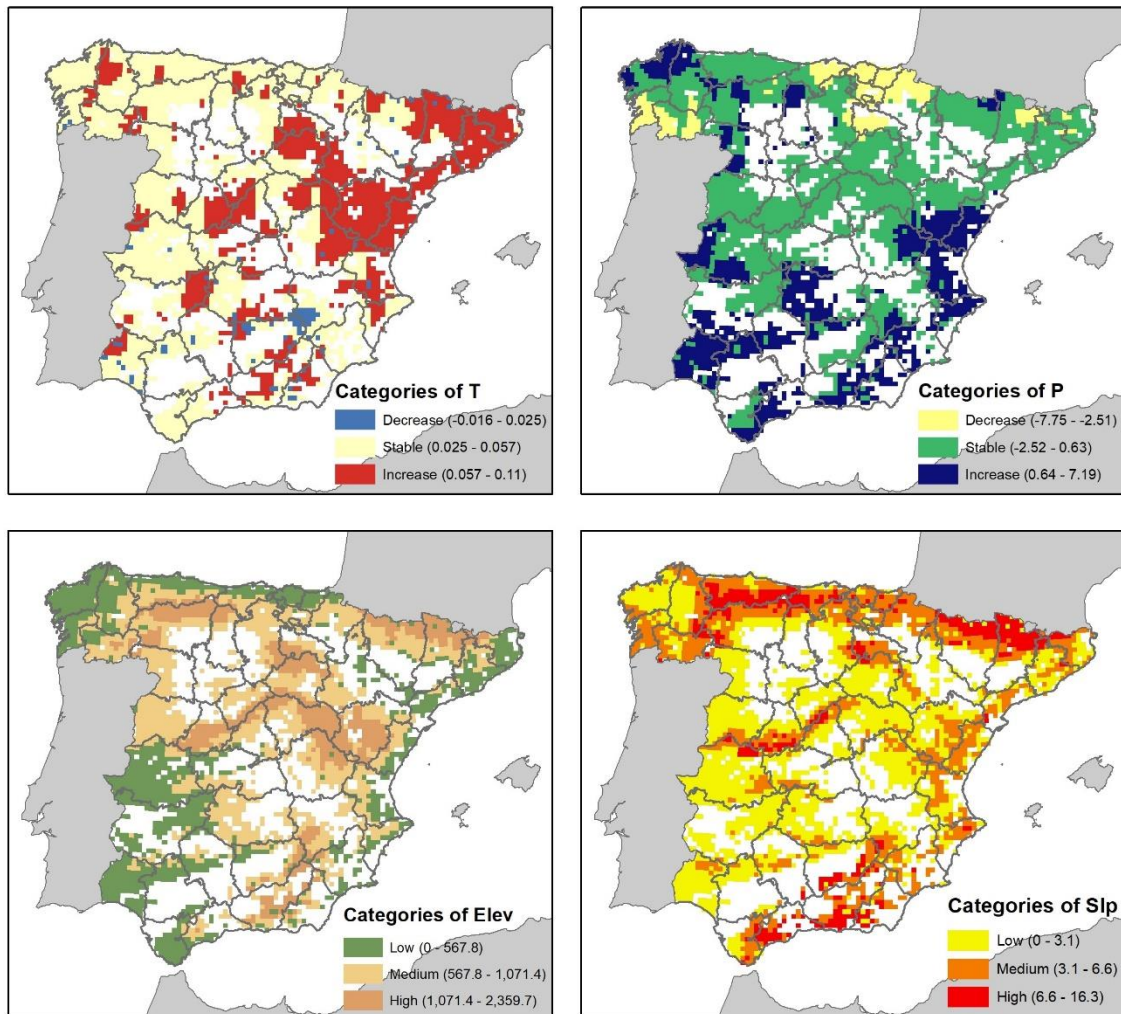 Categories of T
Decrease (-0.016 - 0.025)
Stable (0.025 - 0.057)
Increase (0.057 - 0.11)
Categories of P
Decrease (-7.75 - -2.51)
Stable (-2.52 - 0.63)
Increase (0.64 - 7.19)
Categories of Elev
Low (0 - 567.8)
Medium (567.8 - 1,071.4)
High (1,071.4 - 2,359.7)
Categories of Slp
Low (0 - 3.1)
Medium (3.1 - 6.6)
High (6.6 - 16.3)